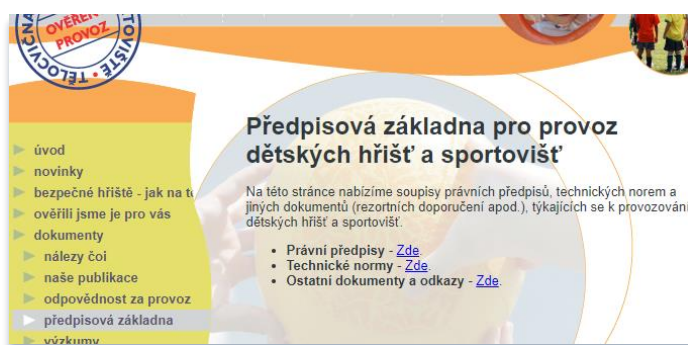 OVĚŘEN
PROVOZ
TĚLOCVIČNA
Předpisová základna pro provoz
dětských hřišť a sportovišť
Na této stránce nabízíme soupisy právních předpisů, technických norem a
jiných dokumentů (rezortních doporučení apod.), týkajících se k provozování
dětských hřišť a sportovišť.
• Právní předpisy - Zde.
• Technické normy - Zde.
• Ostatní dokumenty a odkazy - Zde.
úvod
novinky
bezpečné hřiště - jak na to
ověřili jsme je pro vás
dokumenty
nálezy čoi
naše publikace
odpovědnost za provoz
předpisová základna
výzkumy